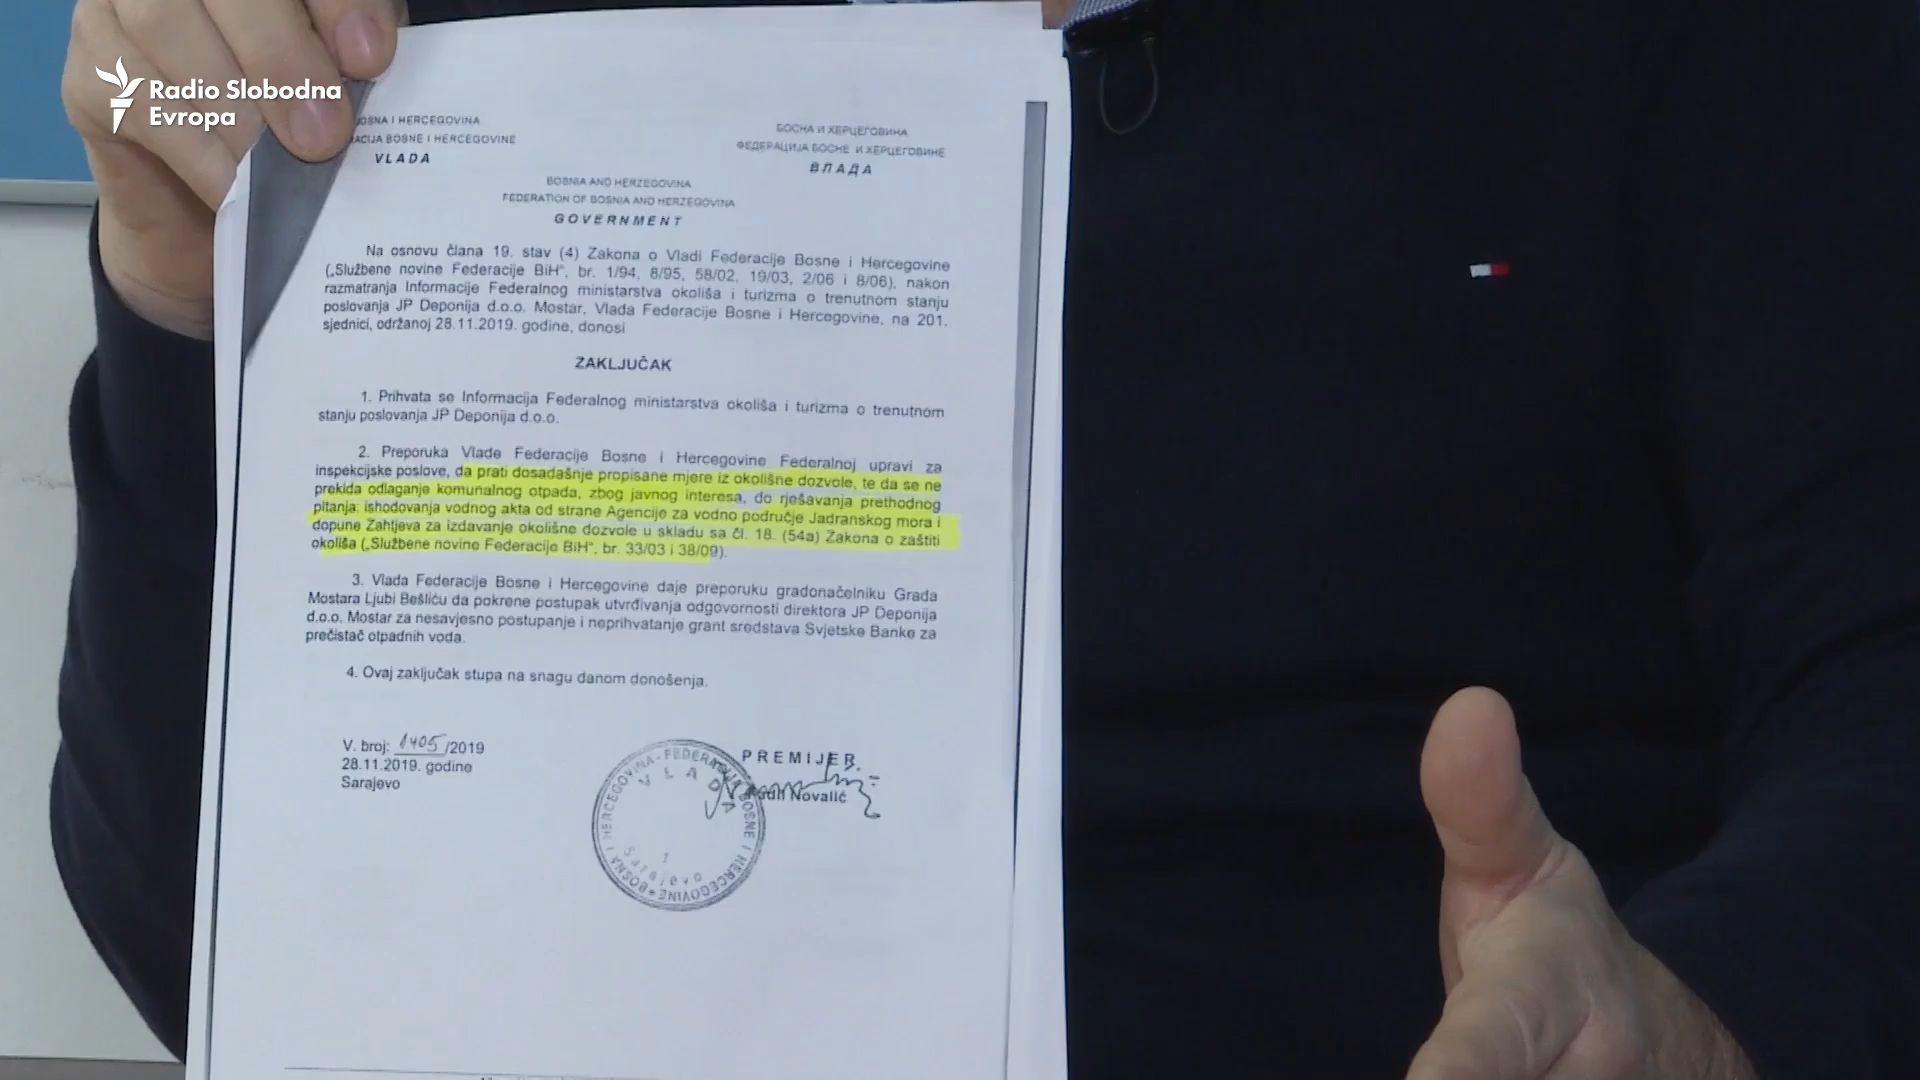 Radio Slobodna
Evropa
BOSNA I HERCEGOVINA
BOSNE I HERCEGOVINE
VLADA
БОСНА И ХЕРЦЕГОВИНА
ФЕДЕРАЦИЈА БОСНЕ И ХЕРЦЕГОВИНЕ
ВЛАДА
BOSNIA AND HERZEGOVINA
FEDERATION OF BOSNIA AND HERZEGOVINA
GOVERNMENT
Na osnovu člana 19. stav (4) Zakona o Vladi Federacije Bosne i Hercegovine
(„Službene novine Federacije BiH“, br. 1/94, 8/95, 58/02, 19/03, 2/06 i 8/06), nakon
razmatranja Informacije Federalnog ministarstva okoliša i turizma o trenutnom stanju
poslovanja JP Deponija d.o.o. Mostar, Vlada Federacije Bosne i Hercegovine, na 201.
sjednici, održanoj 28.11.2019. godine, donosi
ZAKLJUČAK
1. Prihvata se Informacija Federalnog ministarstva okoliša i turizma o trenutnom
stanju poslovanja JP Deponija d.o.o.
2. Preporuka Vlade Federacije Bosne i Hercegovine Federalnoj upravi za
inspekcijske poslove, da prati dosadašnje propisane mjere iz okolišne dozvole, te da se ne
prekida odlaganje komunalnog otpada, zbog javnog interesa, do rješavanja prethodnog
pitanja: ishodovanja vodnog akta od strane Agencije za vodno područje Jadranskog mora i
dopune Zahtjeva za izdavanje okolišne dozvole u skladu sa čl. 18. (54a) Zakona o zaštiti
okoliša („Službene novine Federacije BiH“, br. 33/03 i 38/09).
3. Vlada Federacije Bosne i Hercegovine daje preporuku gradonačelniku Grada
Mostara Ljubi Bešliću da pokrene postupak utvrđivanja odgovornosti direktora JP Deponija
d.o.o. Mostar za nesavjesno postupanje i neprihvatanje grant sredstava Svjetske Banke za
prečistač otpadnih voda.
4. Ovaj zaključak stupa na snagu danom donošenja.
V. broj: 1405/2019
28.11.2019. godine
Sarajevo
PREMIJER
Fadil Novalić
BOSNA I HERCEGOVINA - FEDERACIJA BOSNE I HERCEGOVINE
VLADA
1
Sarajevo